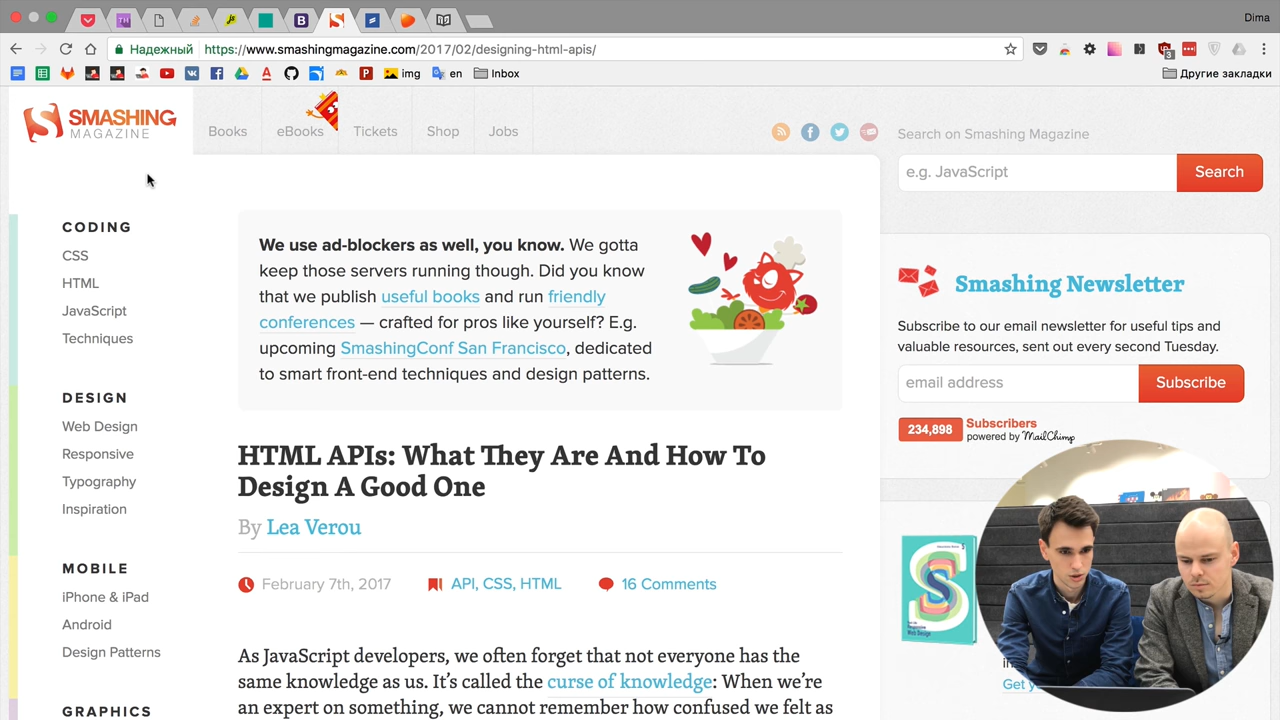 Dima
Надежный
https://www.smashingmagazine.com/2017/02/designing-html-apis/
img
en
Inbox
Другие закладки
SMASHING
MAGAZINE
Books
eBooks
Tickets
Shop
Jobs
Search on Smashing Magazine
e.g. JavaScript
Search
CODING
CSS
HTML
JavaScript
Techniques
DESIGN
Web Design
Responsive
Typography
Inspiration
MOBILE
iPhone & iPad
Android
Design Patterns
GRAPHICS
We use ad-blockers as well, you know. We gotta
keep those servers running though. Did you know
that we publish useful books and run friendly
conferences — crafted for pros like yourself? E.g.
upcoming SmashingConf San Francisco, dedicated
to smart front-end techniques and design patterns.
HTML APIs: What They Are And How To
Design A Good One
By Lea Verou
February 7th, 2017
API, CSS, HTML
16 Comments
As JavaScript developers, we often forget that not everyone has the
same knowledge as us. It’s called the curse of knowledge: When we’re
an expert on something, we cannot remember how confused we felt as
Smashing Newsletter
Subscribe to our email newsletter for useful tips and
valuable resources, sent out every second Tuesday.
email address
Subscribe
234,898
Subscribers
powered by MailChimp
Get